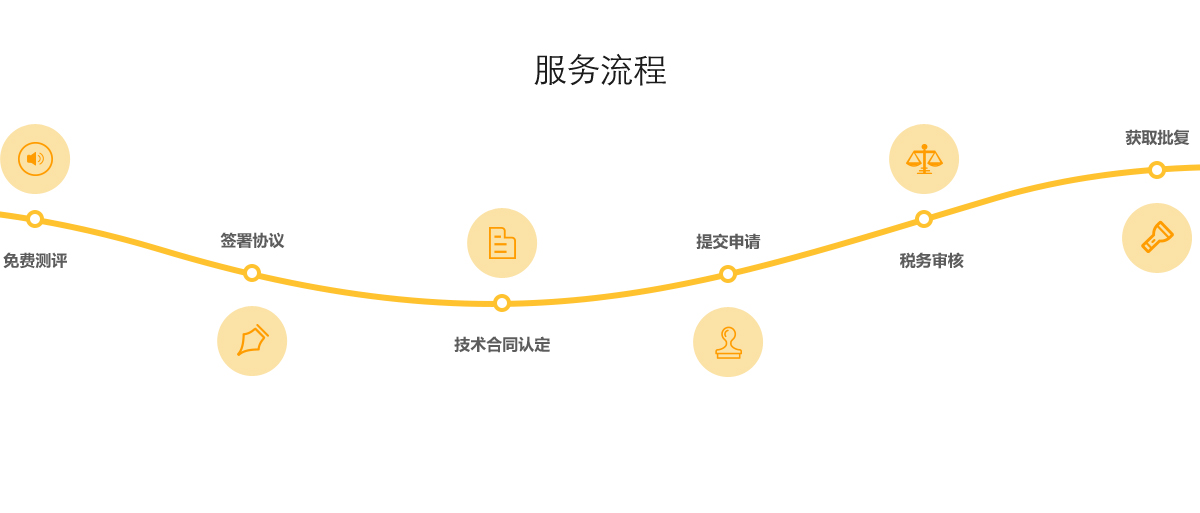 服务流程
免费测评
签署协议
技术合同认定
提交申请
税务审核
获取批复